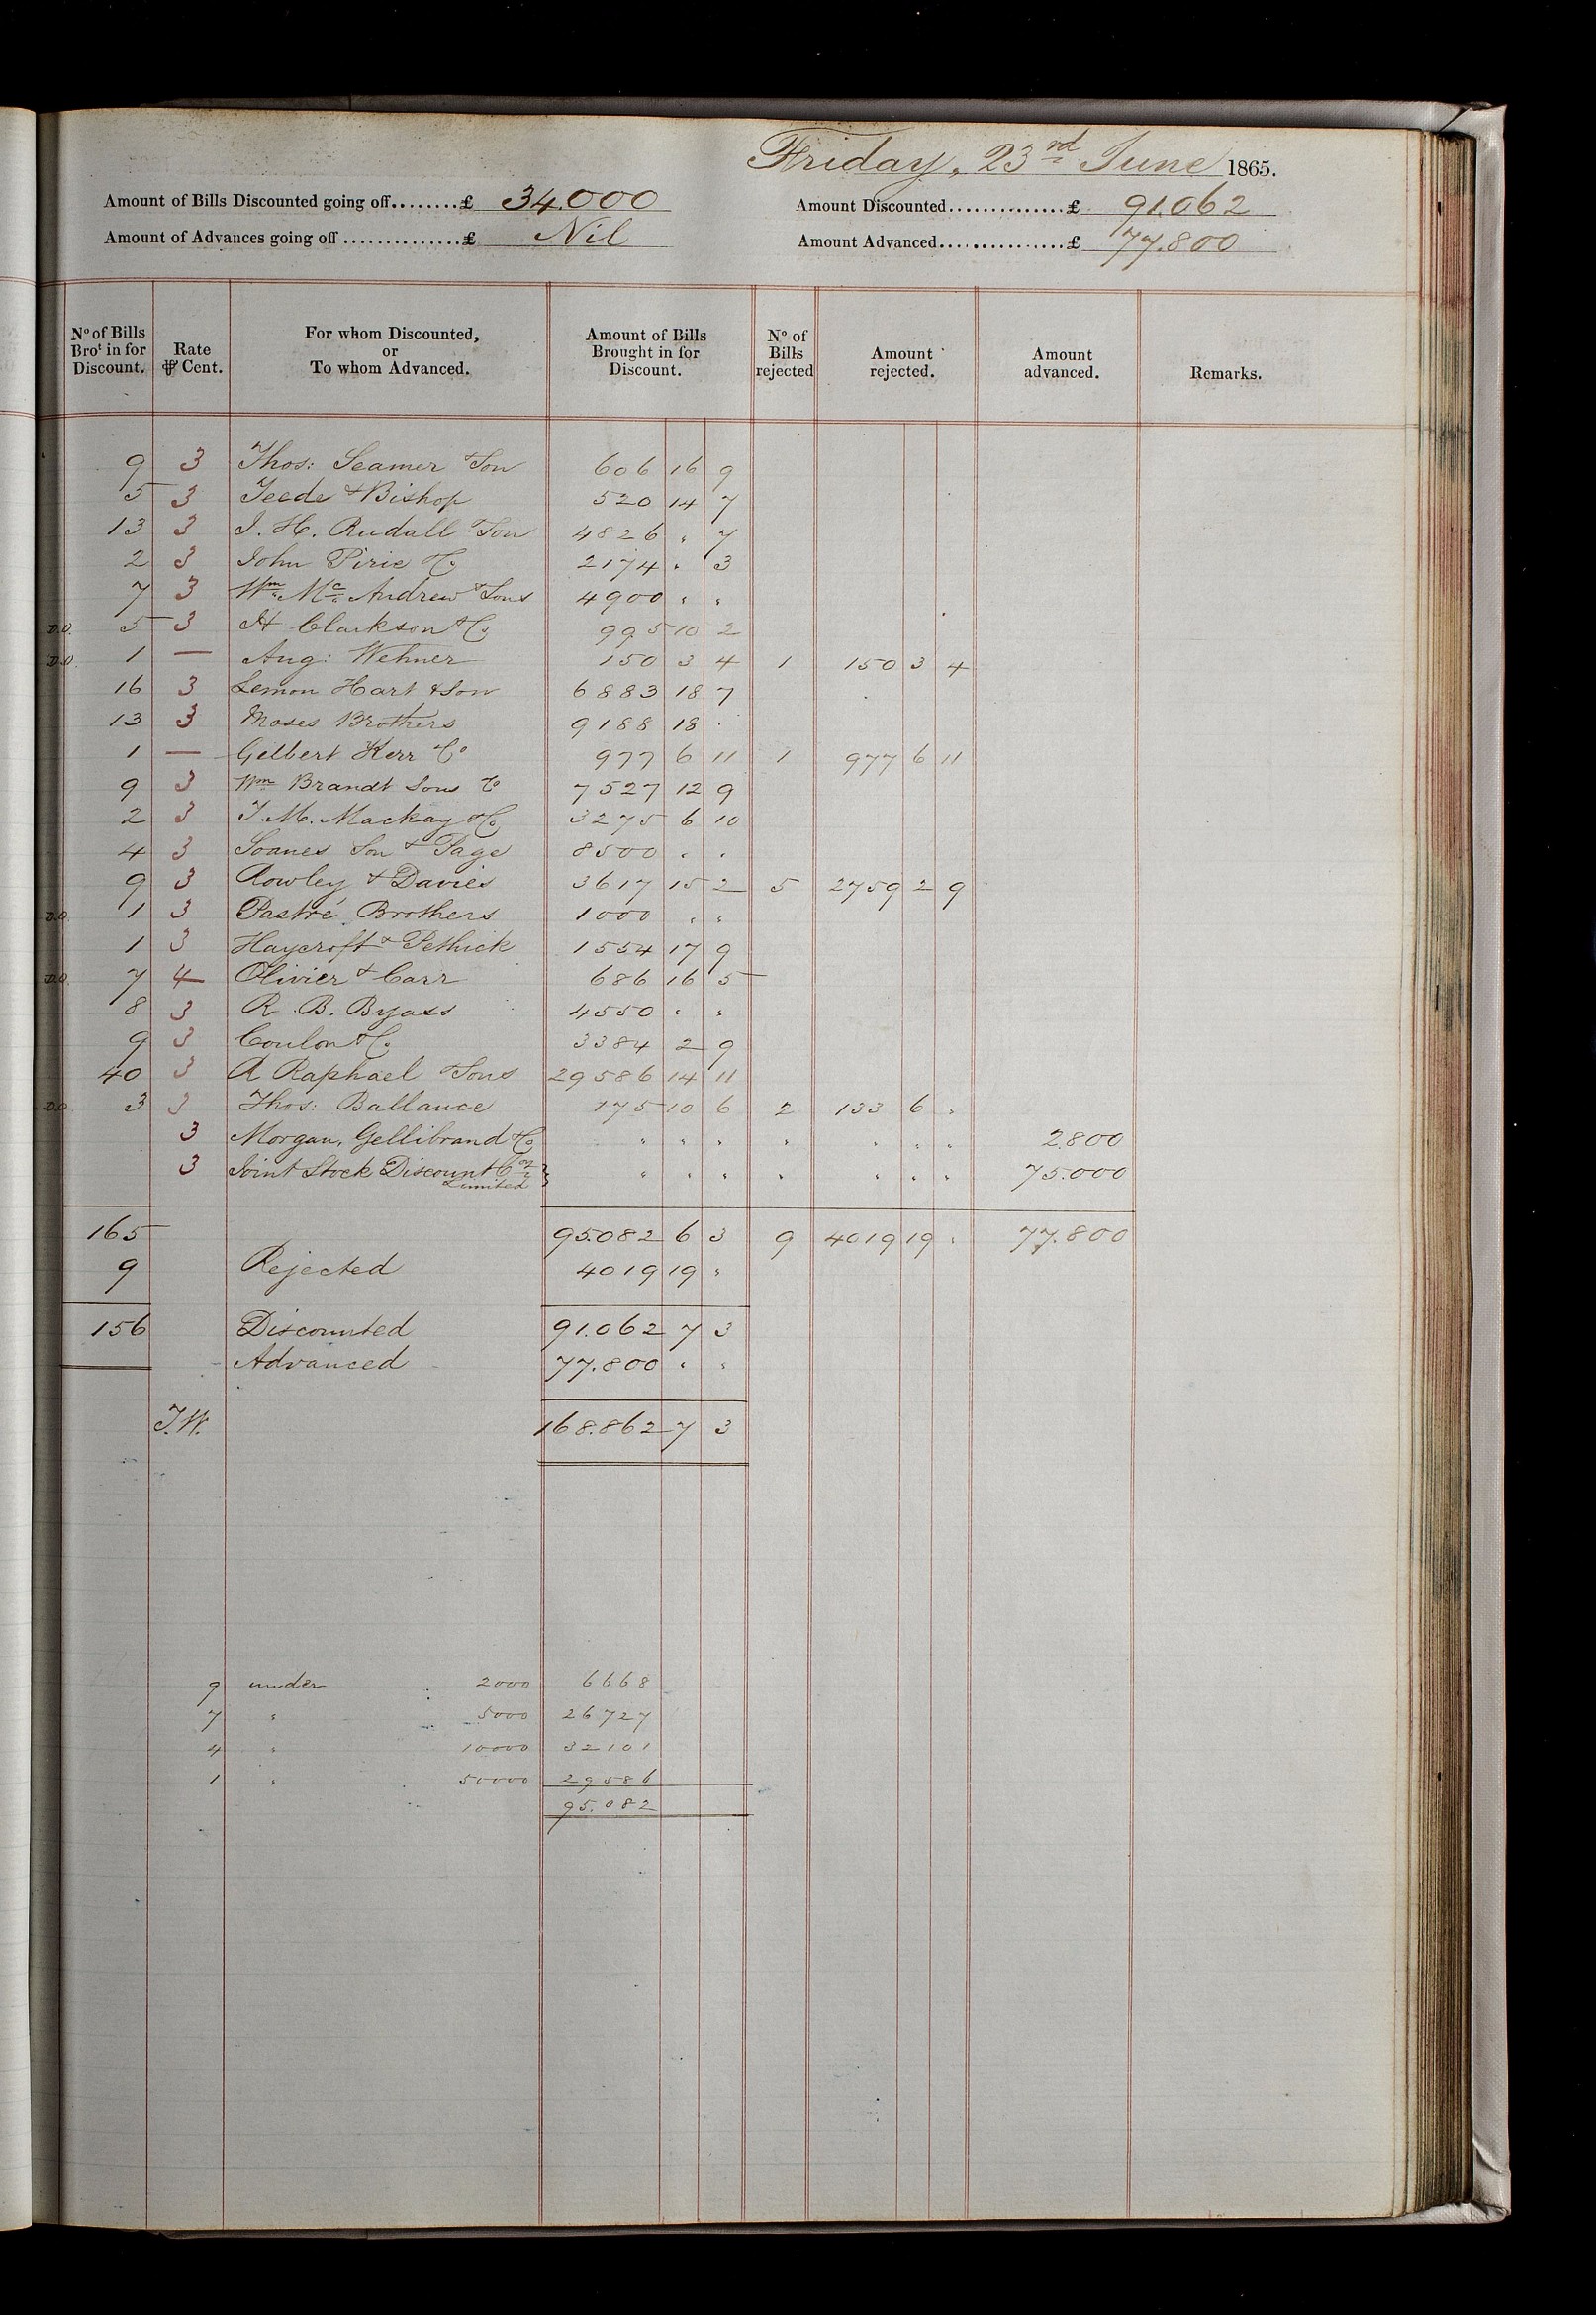 Friday, 23rd June 1865.
Amount of Bills Discounted going off........£ 34.000 Amount Discounted..............£ 91.062
Amount of Advances going off..............£ Nil Amount Advanced................£ 77.800
No of Bills Brot in for Discount. Rate ⅌ Cent. For whom Discounted, or To whom Advanced. Amount of Bills Brought in for Discount. No of Bills rejected Amount rejected. Amount advanced. Remarks.
9 3 Thos: Seamer & Son 606 16 9
5 3 Teede & Bishop 520 14 7
13 3 J. H. Rudall & Son 4826 " 7
2 3 John Pirie & Co 2174 " 3
7 3 Wm Mc Andrew & Sons 4900 " "
D.O. 5 3 H Clarkson & Co 995 10 2
D.O. 1 — Aug: Wehner 150 3 4 1 150 3 4
16 3 Lemon Hart & Son 6883 18 7
13 3 Moses Brothers 9188 18 "
1 — Gelbert Kerr & Co 977 6 11 1 977 6 11
9 3 Wm Brandt Sons & Co 7527 12 9
2 3 T. M. Mackay & Co 3275 6 10
4 3 Soanes Son & Page 8500 " "
9 3 Rowley & Davies 3617 15 2 5 2759 2 9
D.O. 1 3 Pastré Brothers 1000 " "
1 3 Haycroft & Pethick 1554 17 9
D.O. 7 4 Olivier & Carr 686 16 5
8 3 R. B. Byass 4550 " "
9 3 Coulon & Co 3384 2 9
40 3 A Raphael & Sons 29586 14 11
D.O. 3 3 Thos: Ballance 175 10 6 2 133 6 "
3 Morgan, Gellibrand & Co " " " " " " " 2.800
3 Joint Stock Discount Coy Limited } " " " " " " " 75.000
165 95.082 6 3 9 4019 19 " 77.800
9 Rejected 4019 19 "
156 Discounted 91.062 7 3
Advanced 77.800 " "
J.W. 168.862 7 3
9 under 2000 6668
7 " 5000 26727
4 " 10000 32101
1 " 50000 29586
95.082